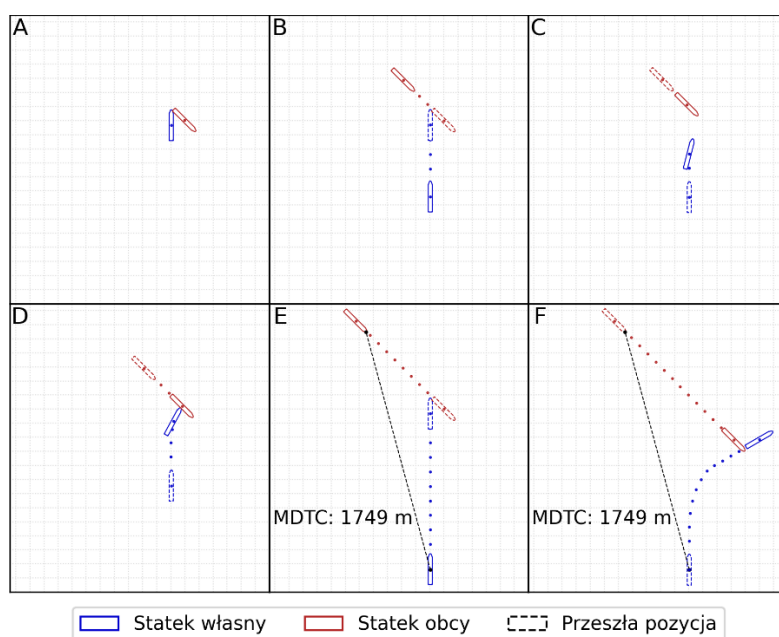 A
B
C
D
E
F
MDTC: 1749 m
MDTC: 1749 m
Statek własny
Statek obcy
Przeszła pozycja